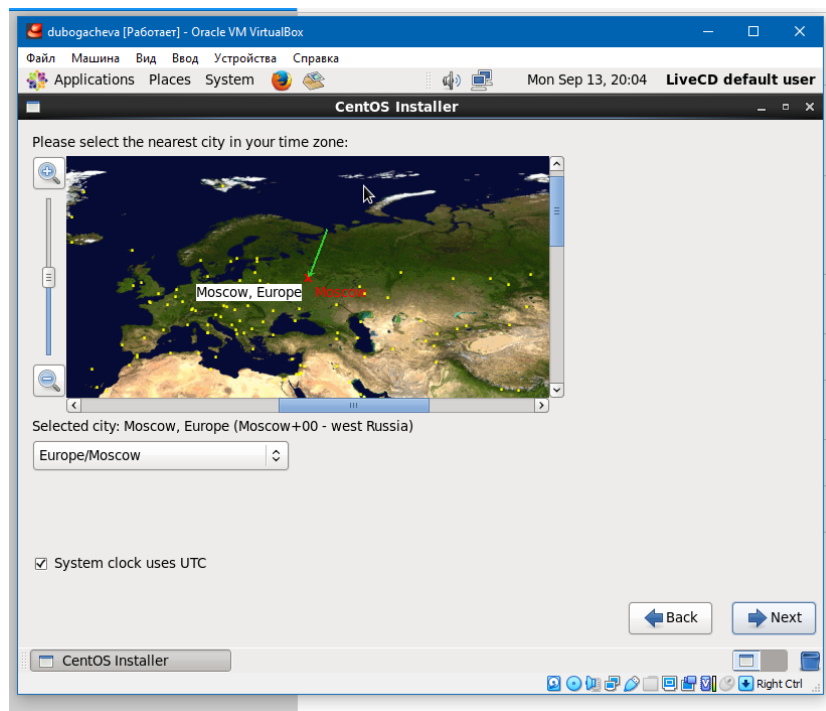 dubogacheva [Работает] - Oracle VM VirtualBox
Файл Машина Вид Ввод Устройства Справка
Applications Places System Mon Sep 13, 20:04 LiveCD default user
CentOS Installer
Please select the nearest city in your time zone:
Moscow, Europe Moscow
Selected city: Moscow, Europe (Moscow+00 - west Russia)
Europe/Moscow
System clock uses UTC
Back Next
CentOS Installer
Right Ctrl